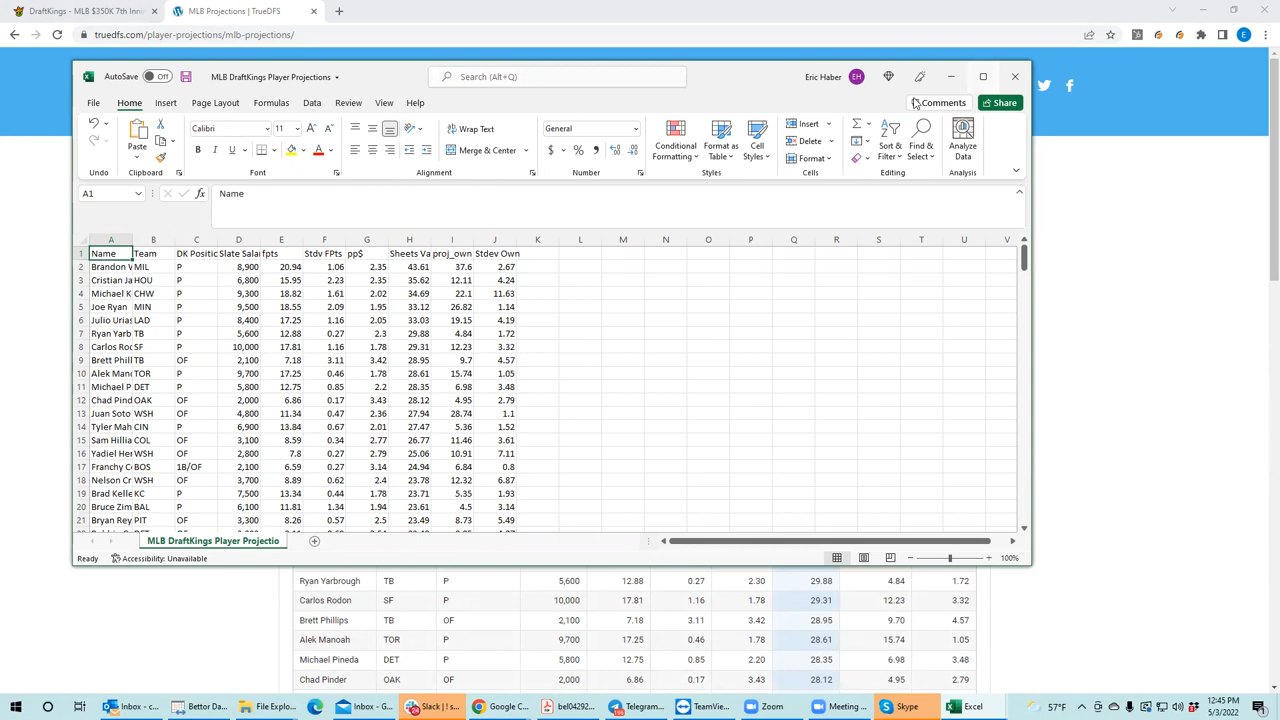 DraftKings - MLB $350K 7th Inni
MLB Projections | TrueDFS
truedfs.com/player-projections/mlb-projections/
E
AutoSave Off
MLB DraftKings Player Projections
Search (Alt+Q)
Eric Haber
EH
File Home Insert Page Layout Formulas Data Review View Help
Comments
Share
Paste
Calibri
11
Wrap Text
Merge & Center
General
Conditional Formatting
Format as Table
Cell Styles
Insert
Delete
Format
Sort & Filter
Find & Select
Analyze Data
Undo Clipboard Font Alignment Number Styles Cells Editing Analysis
A1
fx
Name
A B C D E F G H I J K L M N O P Q R S T U V
1 Name Team DK Positic Slate Salar fpts Stdv FPts pp$ Sheets Va proj_own Stdev Own
2 Brandon V MIL P 8,900 20.94 1.06 2.35 43.61 37.6 2.67
3 Cristian Ja HOU P 6,800 15.95 2.23 2.35 35.62 12.11 4.24
4 Michael K CHW P 9,300 18.82 1.61 2.02 34.69 22.1 11.63
5 Joe Ryan MIN P 9,500 18.55 2.09 1.95 33.12 26.82 1.14
6 Julio Urias LAD P 8,400 17.25 1.16 2.05 33.03 19.15 4.19
7 Ryan Yarb TB P 5,600 12.88 0.27 2.3 29.88 4.84 1.72
8 Carlos Roc SF P 10,000 17.81 1.16 1.78 29.31 12.23 3.32
9 Brett Phill TB OF 2,100 7.18 3.11 3.42 28.95 9.7 4.57
10 Alek Mano TOR P 9,700 17.25 0.46 1.78 28.61 15.74 1.05
11 Michael P DET P 5,800 12.75 0.85 2.2 28.35 6.98 3.48
12 Chad Pind OAK OF 2,000 6.86 0.17 3.43 28.12 4.95 2.79
13 Juan Soto WSH OF 4,800 11.34 0.47 2.36 27.94 28.74 1.1
14 Tyler Mah CIN P 6,900 13.84 0.67 2.01 27.47 5.36 1.52
15 Sam Hillia COL OF 3,100 8.59 0.34 2.77 26.77 11.46 3.61
16 Yadiel Her WSH OF 2,800 7.8 0.27 2.79 25.06 10.91 7.11
17 Franchy Co BOS 1B/OF 2,100 6.59 0.27 3.14 24.94 6.84 0.8
18 Nelson Cr WSH OF 3,700 8.89 0.62 2.4 23.78 12.32 6.87
19 Brad Kelle KC P 7,500 13.34 0.44 1.78 23.71 5.35 1.93
20 Bruce Zim BAL P 6,100 11.81 1.34 1.94 23.61 4.5 3.14
21 Bryan Rey PIT OF 3,300 8.26 0.57 2.5 23.49 8.73 5.49
MLB DraftKings Player Projectio
Ready Accessibility: Unavailable
100%
Ryan Yarbrough TB P 5,600 12.88 0.27 2.30 29.88 4.84 1.72
Carlos Rodon SF P 10,000 17.81 1.16 1.78 29.31 12.23 3.32
Brett Phillips TB OF 2,100 7.18 3.11 3.42 28.95 9.70 4.57
Alek Manoah TOR P 9,700 17.25 0.46 1.78 28.61 15.74 1.05
Michael Pineda DET P 5,800 12.75 0.85 2.20 28.35 6.98 3.48
Chad Pinder OAK OF 2,000 6.86 0.17 3.43 28.12 4.95 2.79
Inbox - c... Bettor Da... File Explo... Inbox - G... Slack | ! s... Google C... bel04292... Telegram... TeamVie... Zoom Meeting ... Skype Excel
57°F
12:45 PM
5/3/2022